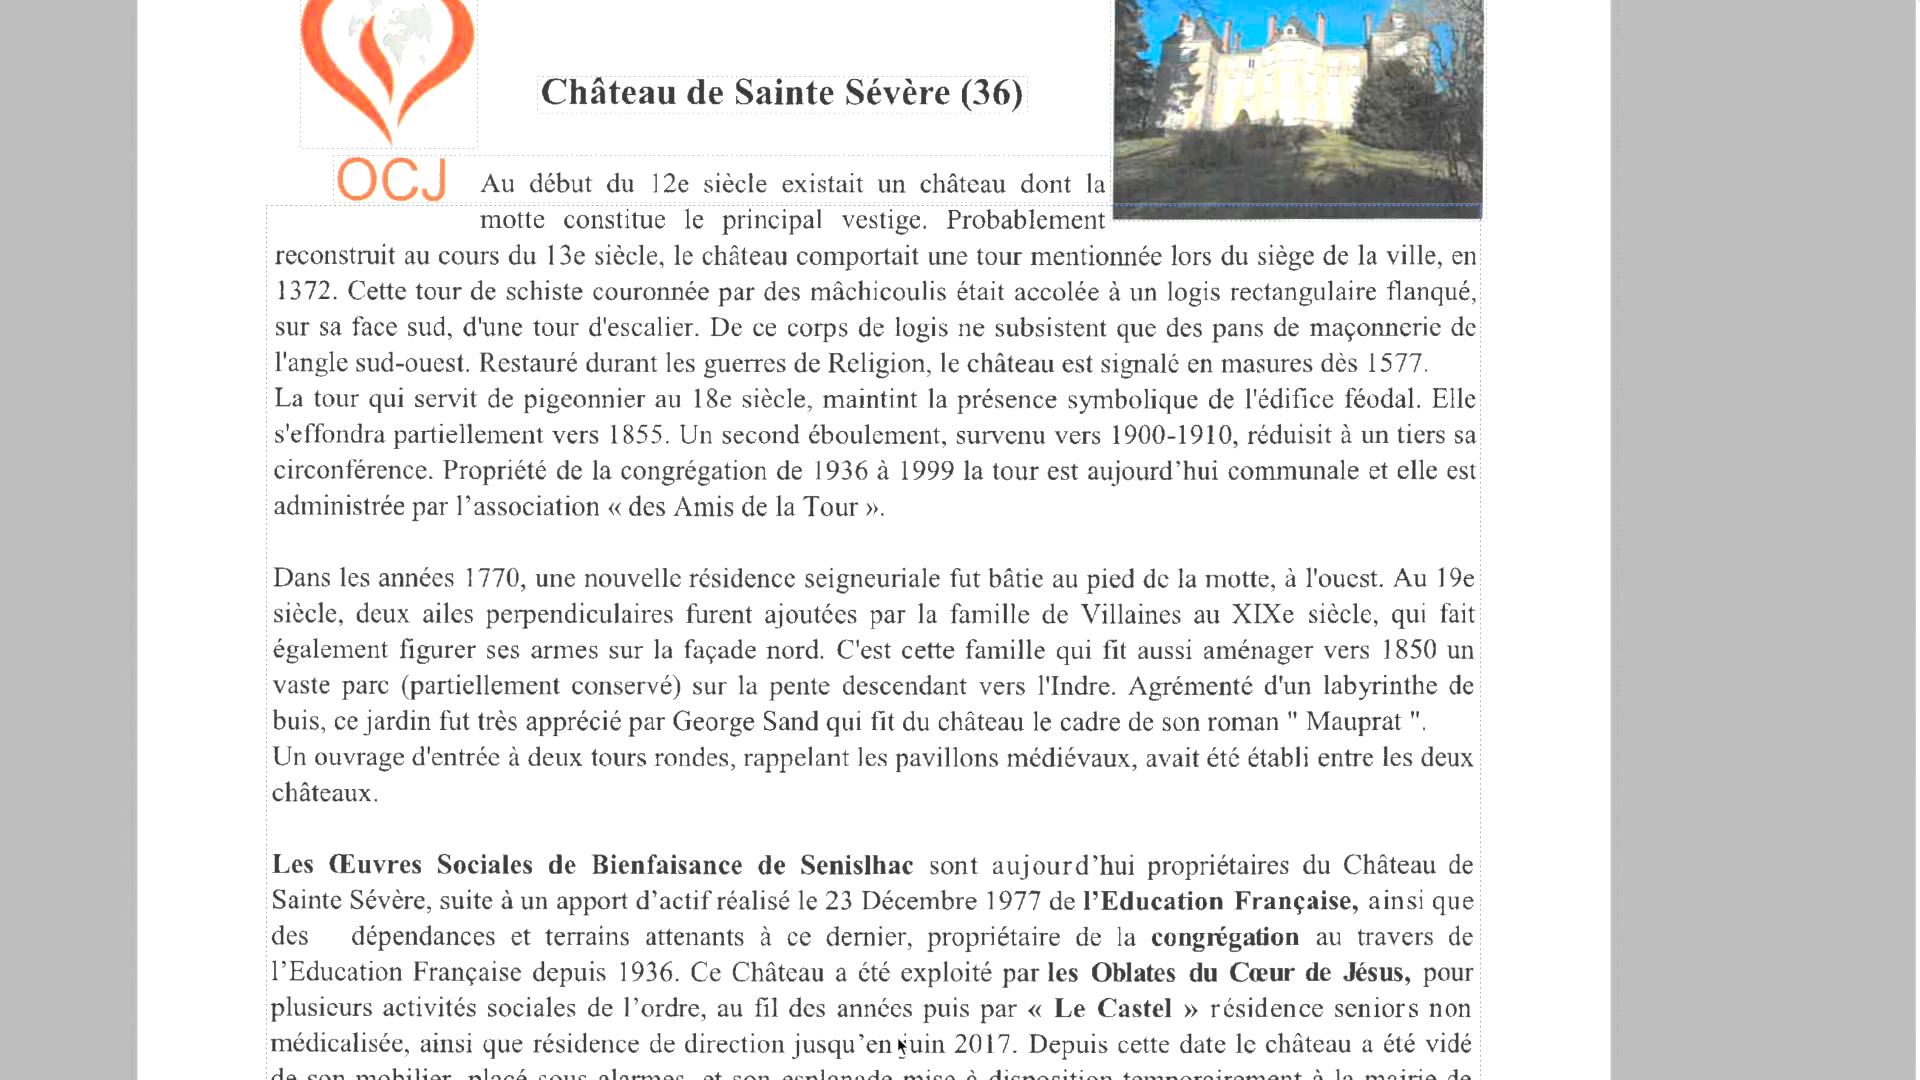 Château de Sainte Sévère (36)
OCJ
Au début du 12e siècle existait un château dont la
motte constitue le principal vestige. Probablement
reconstruit au cours du 13e siècle, le château comportait une tour mentionnée lors du siège de la ville, en
1372. Cette tour de schiste couronnée par des mâchicoulis était accolée à un logis rectangulaire flanqué,
sur sa face sud, d'une tour d'escalier. De ce corps de logis ne subsistent que des pans de maçonnerie de
l'angle sud-ouest. Restauré durant les guerres de Religion, le château est signalé en masures dès 1577.
La tour qui servit de pigeonnier au 18e siècle, maintint la présence symbolique de l'édifice féodal. Elle
s'effondra partiellement vers 1855. Un second éboulement, survenu vers 1900-1910, réduisit à un tiers sa
circonférence. Propriété de la congrégation de 1936 à 1999 la tour est aujourd’hui communale et elle est
administrée par l’association « des Amis de la Tour ».
Dans les années 1770, une nouvelle résidence seigneuriale fut bâtie au pied de la motte, à l'ouest. Au 19e
siècle, deux ailes perpendiculaires furent ajoutées par la famille de Villaines au XIXe siècle, qui fait
également figurer ses armes sur la façade nord. C'est cette famille qui fit aussi aménager vers 1850 un
vaste parc (partiellement conservé) sur la pente descendant vers l'Indre. Agrémenté d'un labyrinthe de
buis, ce jardin fut très apprécié par George Sand qui fit du château le cadre de son roman " Mauprat ".
Un ouvrage d'entrée à deux tours rondes, rappelant les pavillons médiévaux, avait été établi entre les deux
châteaux.
Les Œuvres Sociales de Bienfaisance de Senislhac sont aujourd’hui propriétaires du Château de
Sainte Sévère, suite à un apport d’actif réalisé le 23 Décembre 1977 de l’Education Française, ainsi que
des dépendances et terrains attenants à ce dernier, propriétaire de la congrégation au travers de
l’Education Française depuis 1936. Ce Château a été exploité par les Oblates du Cœur de Jésus, pour
plusieurs activités sociales de l’ordre, au fil des années puis par « Le Castel » résidence seniors non
médicalisée, ainsi que résidence de direction jusqu’en juin 2017. Depuis cette date le château a été vidé
de son mobilier, placé sous alarmes, et son esplanade mise à disposition temporairement à la mairie de